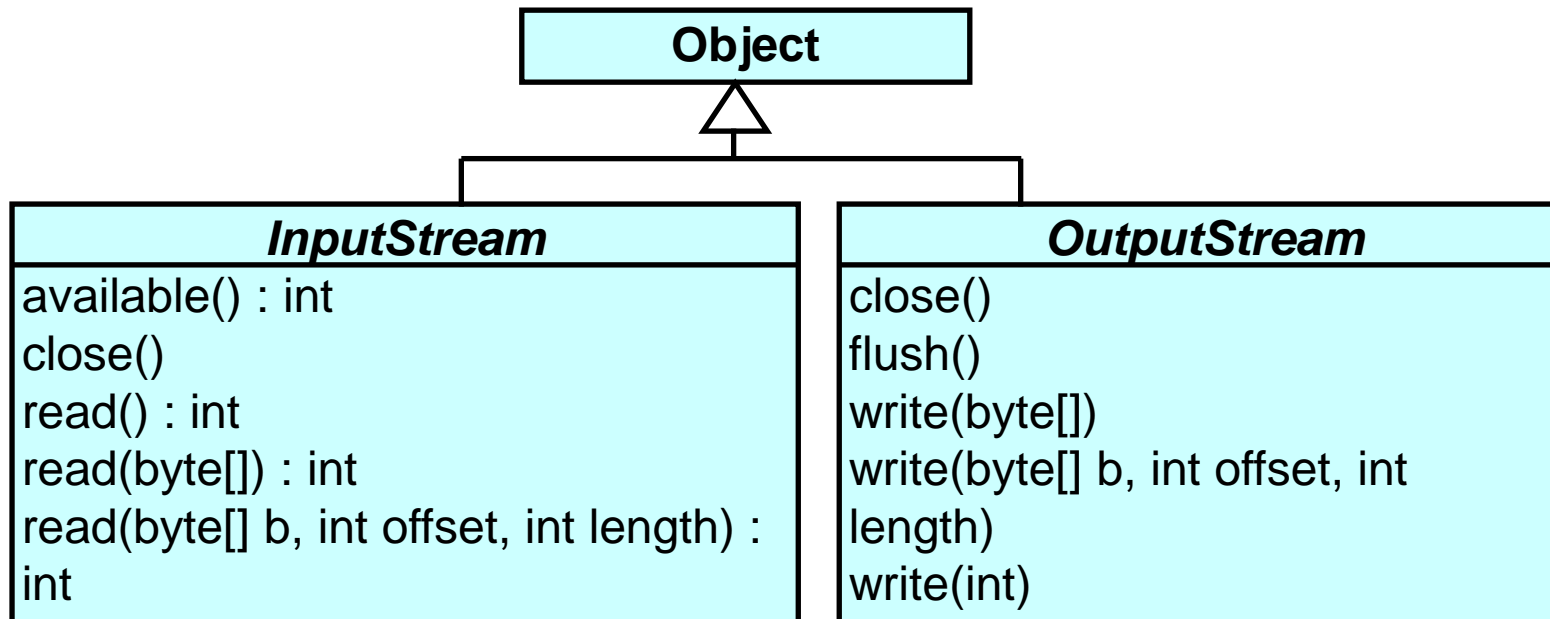 Object
InputStream
available() : int
close()
read() : int
read(byte[]) : int
read(byte[] b, int offset, int length) :
int
OutputStream
close()
flush()
write(byte[])
write(byte[] b, int offset, int
length)
write(int)